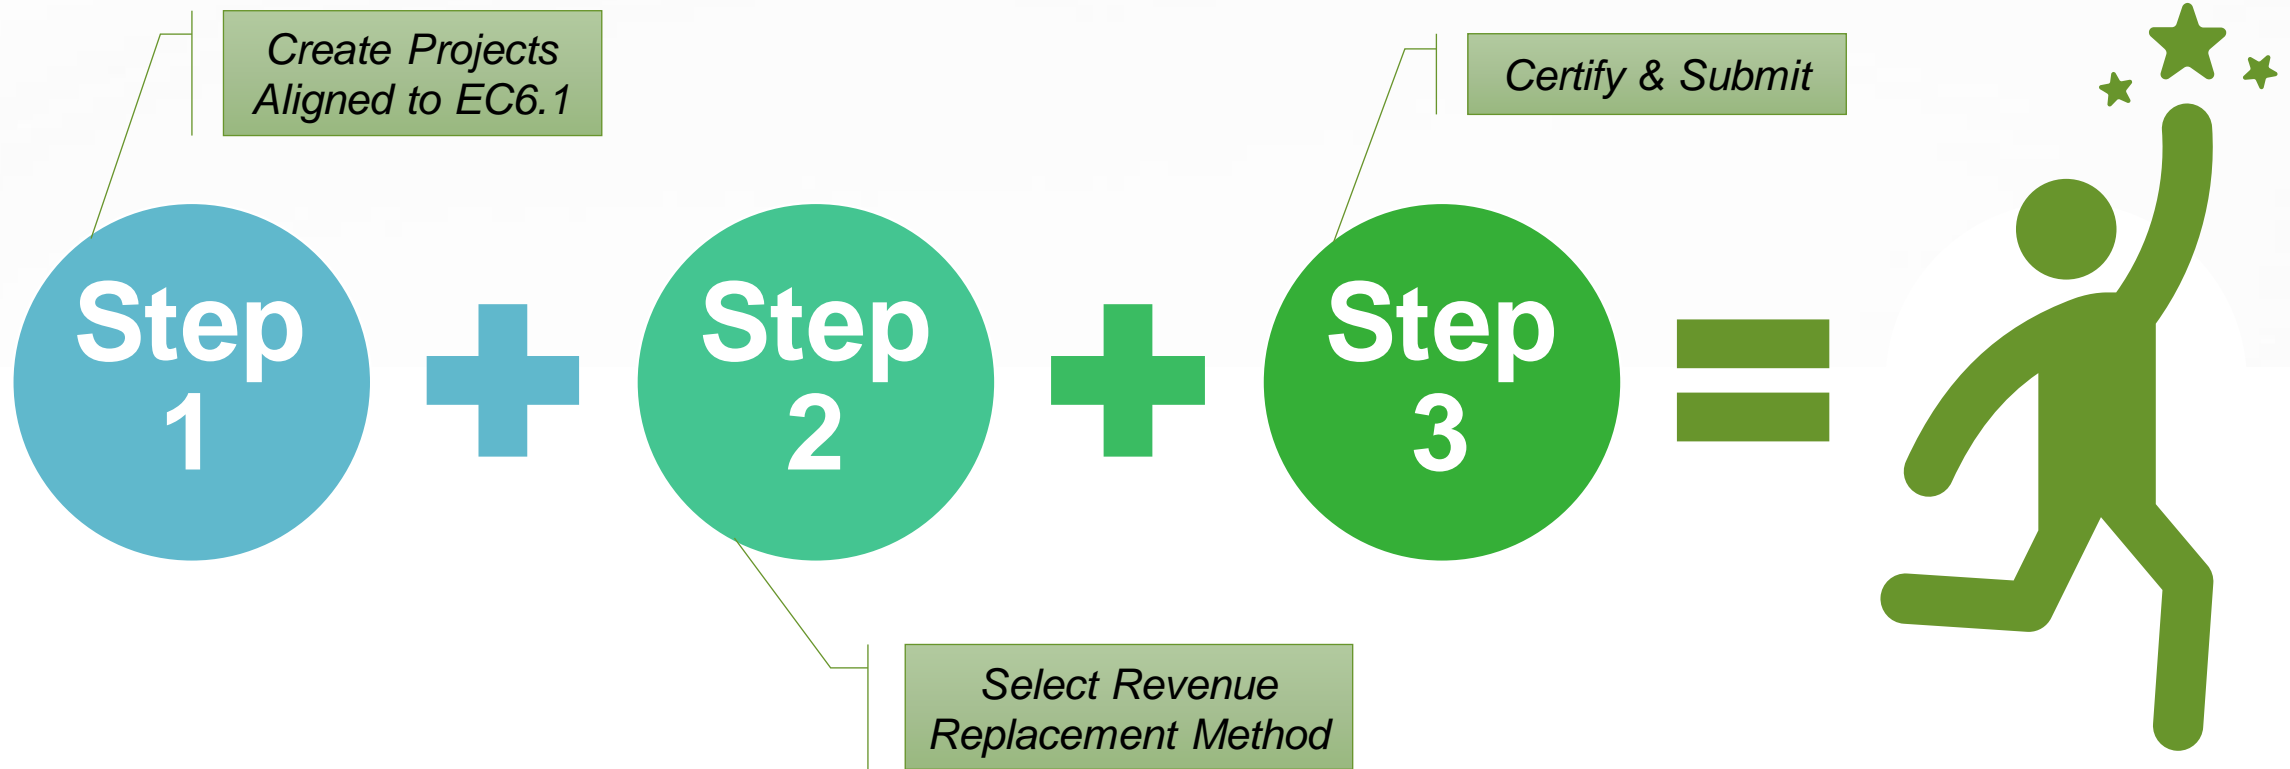 Create Projects
Aligned to EC6.1
Certify & Submit
Step
1
Step
2
Step
3
Select Revenue
Replacement Method